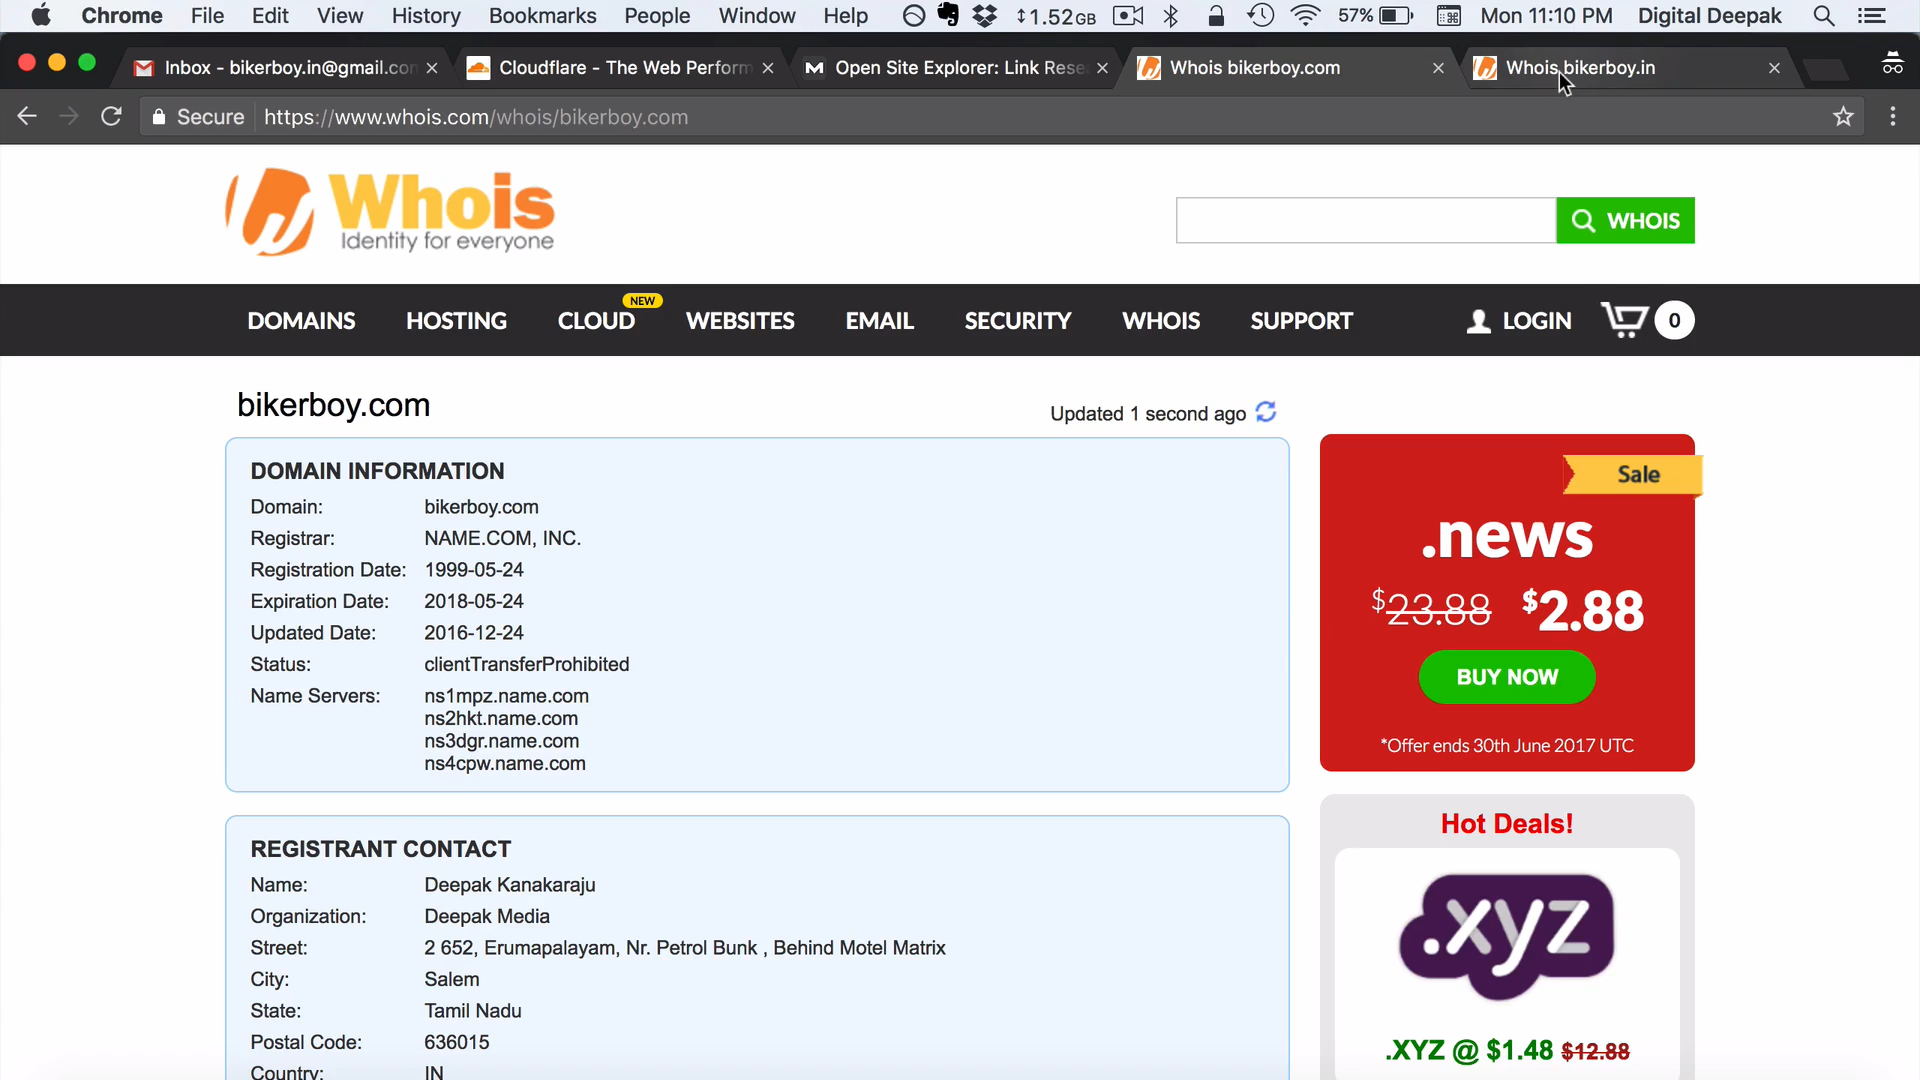 Chrome File Edit View History Bookmarks People Window Help 1.52GB 57% Mon 11:10 PM Digital Deepak
Inbox - bikerboy.in@gmail.con Cloudflare - The Web Perform Open Site Explorer: Link Rese Whois bikerboy.com Whois bikerboy.in
Secure https://www.whois.com/whois/bikerboy.com
Whois
Identity for everyone
WHOIS
NEW
DOMAINS HOSTING CLOUD WEBSITES EMAIL SECURITY WHOIS SUPPORT LOGIN 0
bikerboy.com
Updated 1 second ago
DOMAIN INFORMATION
Domain: bikerboy.com
Registrar: NAME.COM, INC.
Registration Date: 1999-05-24
Expiration Date: 2018-05-24
Updated Date: 2016-12-24
Status: clientTransferProhibited
Name Servers: ns1mpz.name.com
ns2hkt.name.com
ns3dgr.name.com
ns4cpw.name.com
REGISTRANT CONTACT
Name: Deepak Kanakaraju
Organization: Deepak Media
Street: 2 652, Erumapalayam, Nr. Petrol Bunk , Behind Motel Matrix
City: Salem
State: Tamil Nadu
Postal Code: 636015
Country: IN
Sale
.news
$23.88 $2.88
BUY NOW
*Offer ends 30th June 2017 UTC
Hot Deals!
.xyz
.XYZ @ $1.48 $12.88